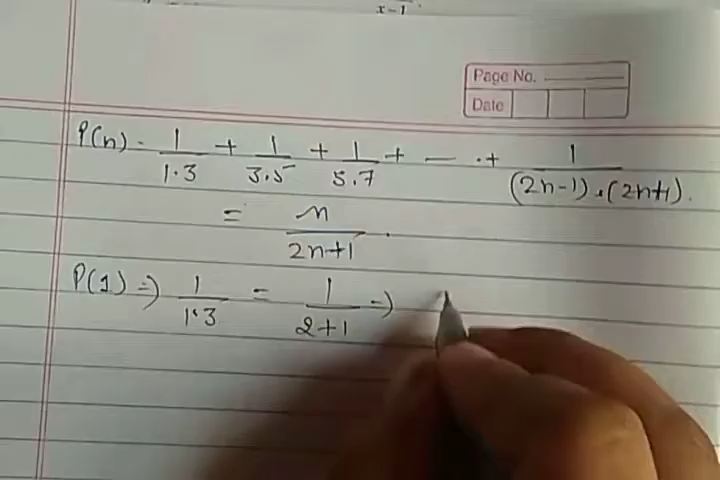 x-1
Page No.
Date
P(n) - 1/1.3 + 1/3.5 + 1/5.7 + - .+ 1/(2n-1).(2n+1).
= n/2n+1 .
P(1) => 1/1.3 = 1/2+1 =>